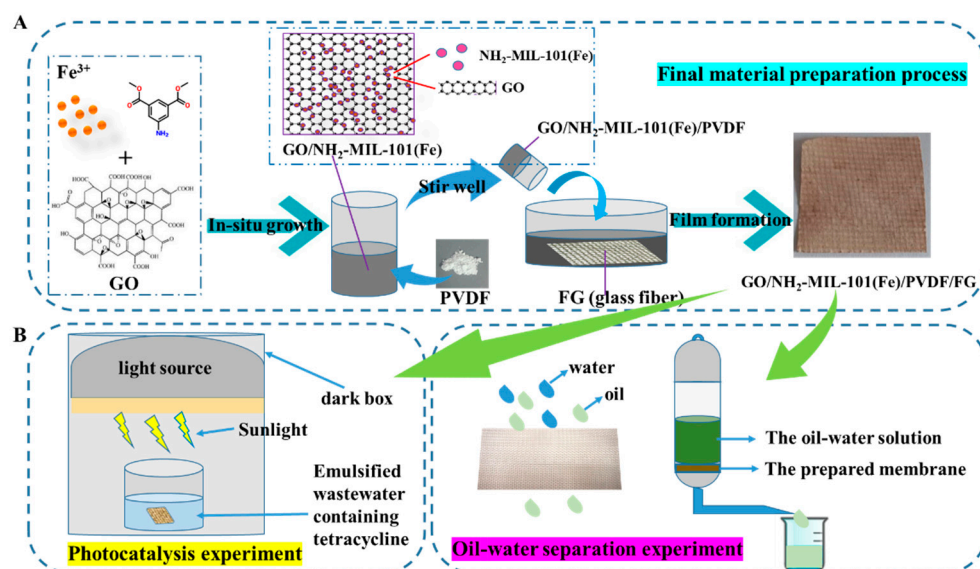 A
Fe³⁺
NH₂
+
GO
In-situ growth
NH₂-MIL-101(Fe)
GO
GO/NH₂-MIL-101(Fe)
Stir well
PVDF
GO/NH₂-MIL-101(Fe)/PVDF
FG (glass fiber)
Film formation
Final material preparation process
GO/NH₂-MIL-101(Fe)/PVDF/FG
B
light source
dark box
Sunlight
Emulsified
wastewater
containing
tetracycline
Photocatalysis experiment
water
oil
The oil-water solution
The prepared membrane
Oil-water separation experiment